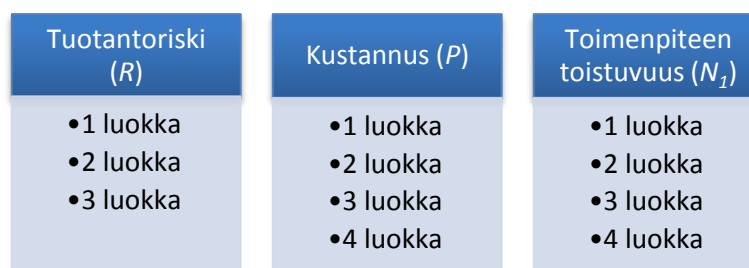 Tuotantoriski
(R)
•1 luokka
•2 luokka
•3 luokka
Kustannus (P)
•1 luokka
•2 luokka
•3 luokka
•4 luokka
Toimenpiteen
toistuvuus (N₁)
•1 luokka
•2 luokka
•3 luokka
•4 luokka